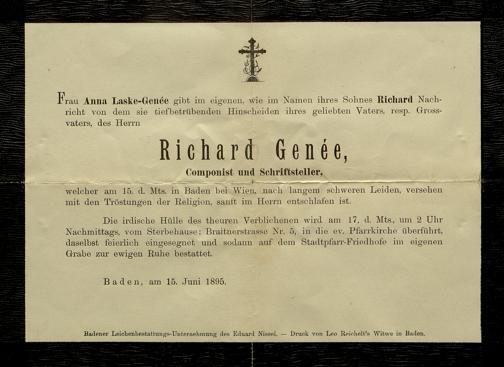 Frau Anna Laske-Genée gibt im eigenen, wie im Namen ihres Sohnes Richard Nach-
richt von dem sie tiefbetrübenden Hinscheiden ihres geliebten Vaters, resp. Gross-
vaters, des Herrn
Richard Genée,
Componist und Schriftsteller,
welcher am 15. d. Mts. in Baden bei Wien, nach langem schweren Leiden, versehen
mit den Tröstungen der Religion, sanft im Herrn entschlafen ist.
Die irdische Hülle des theuren Verblichenen wird am 17. d. Mts., um 2 Uhr
Nachmittags, vom Sterbehause: Braitnerstrasse Nr. 5, in die ev. Pfarrkirche überführt,
daselbst feierlich eingesegnet und sodann auf dem Stadtpfarr-Friedhofe im eigenen
Grabe zur ewigen Ruhe bestattet.
Baden, am 15. Juni 1895.
Badener Leichenbestattungs-Unternehmung des Eduard Nissel. — Druck von Leo Reichelt's Witwe in Baden.